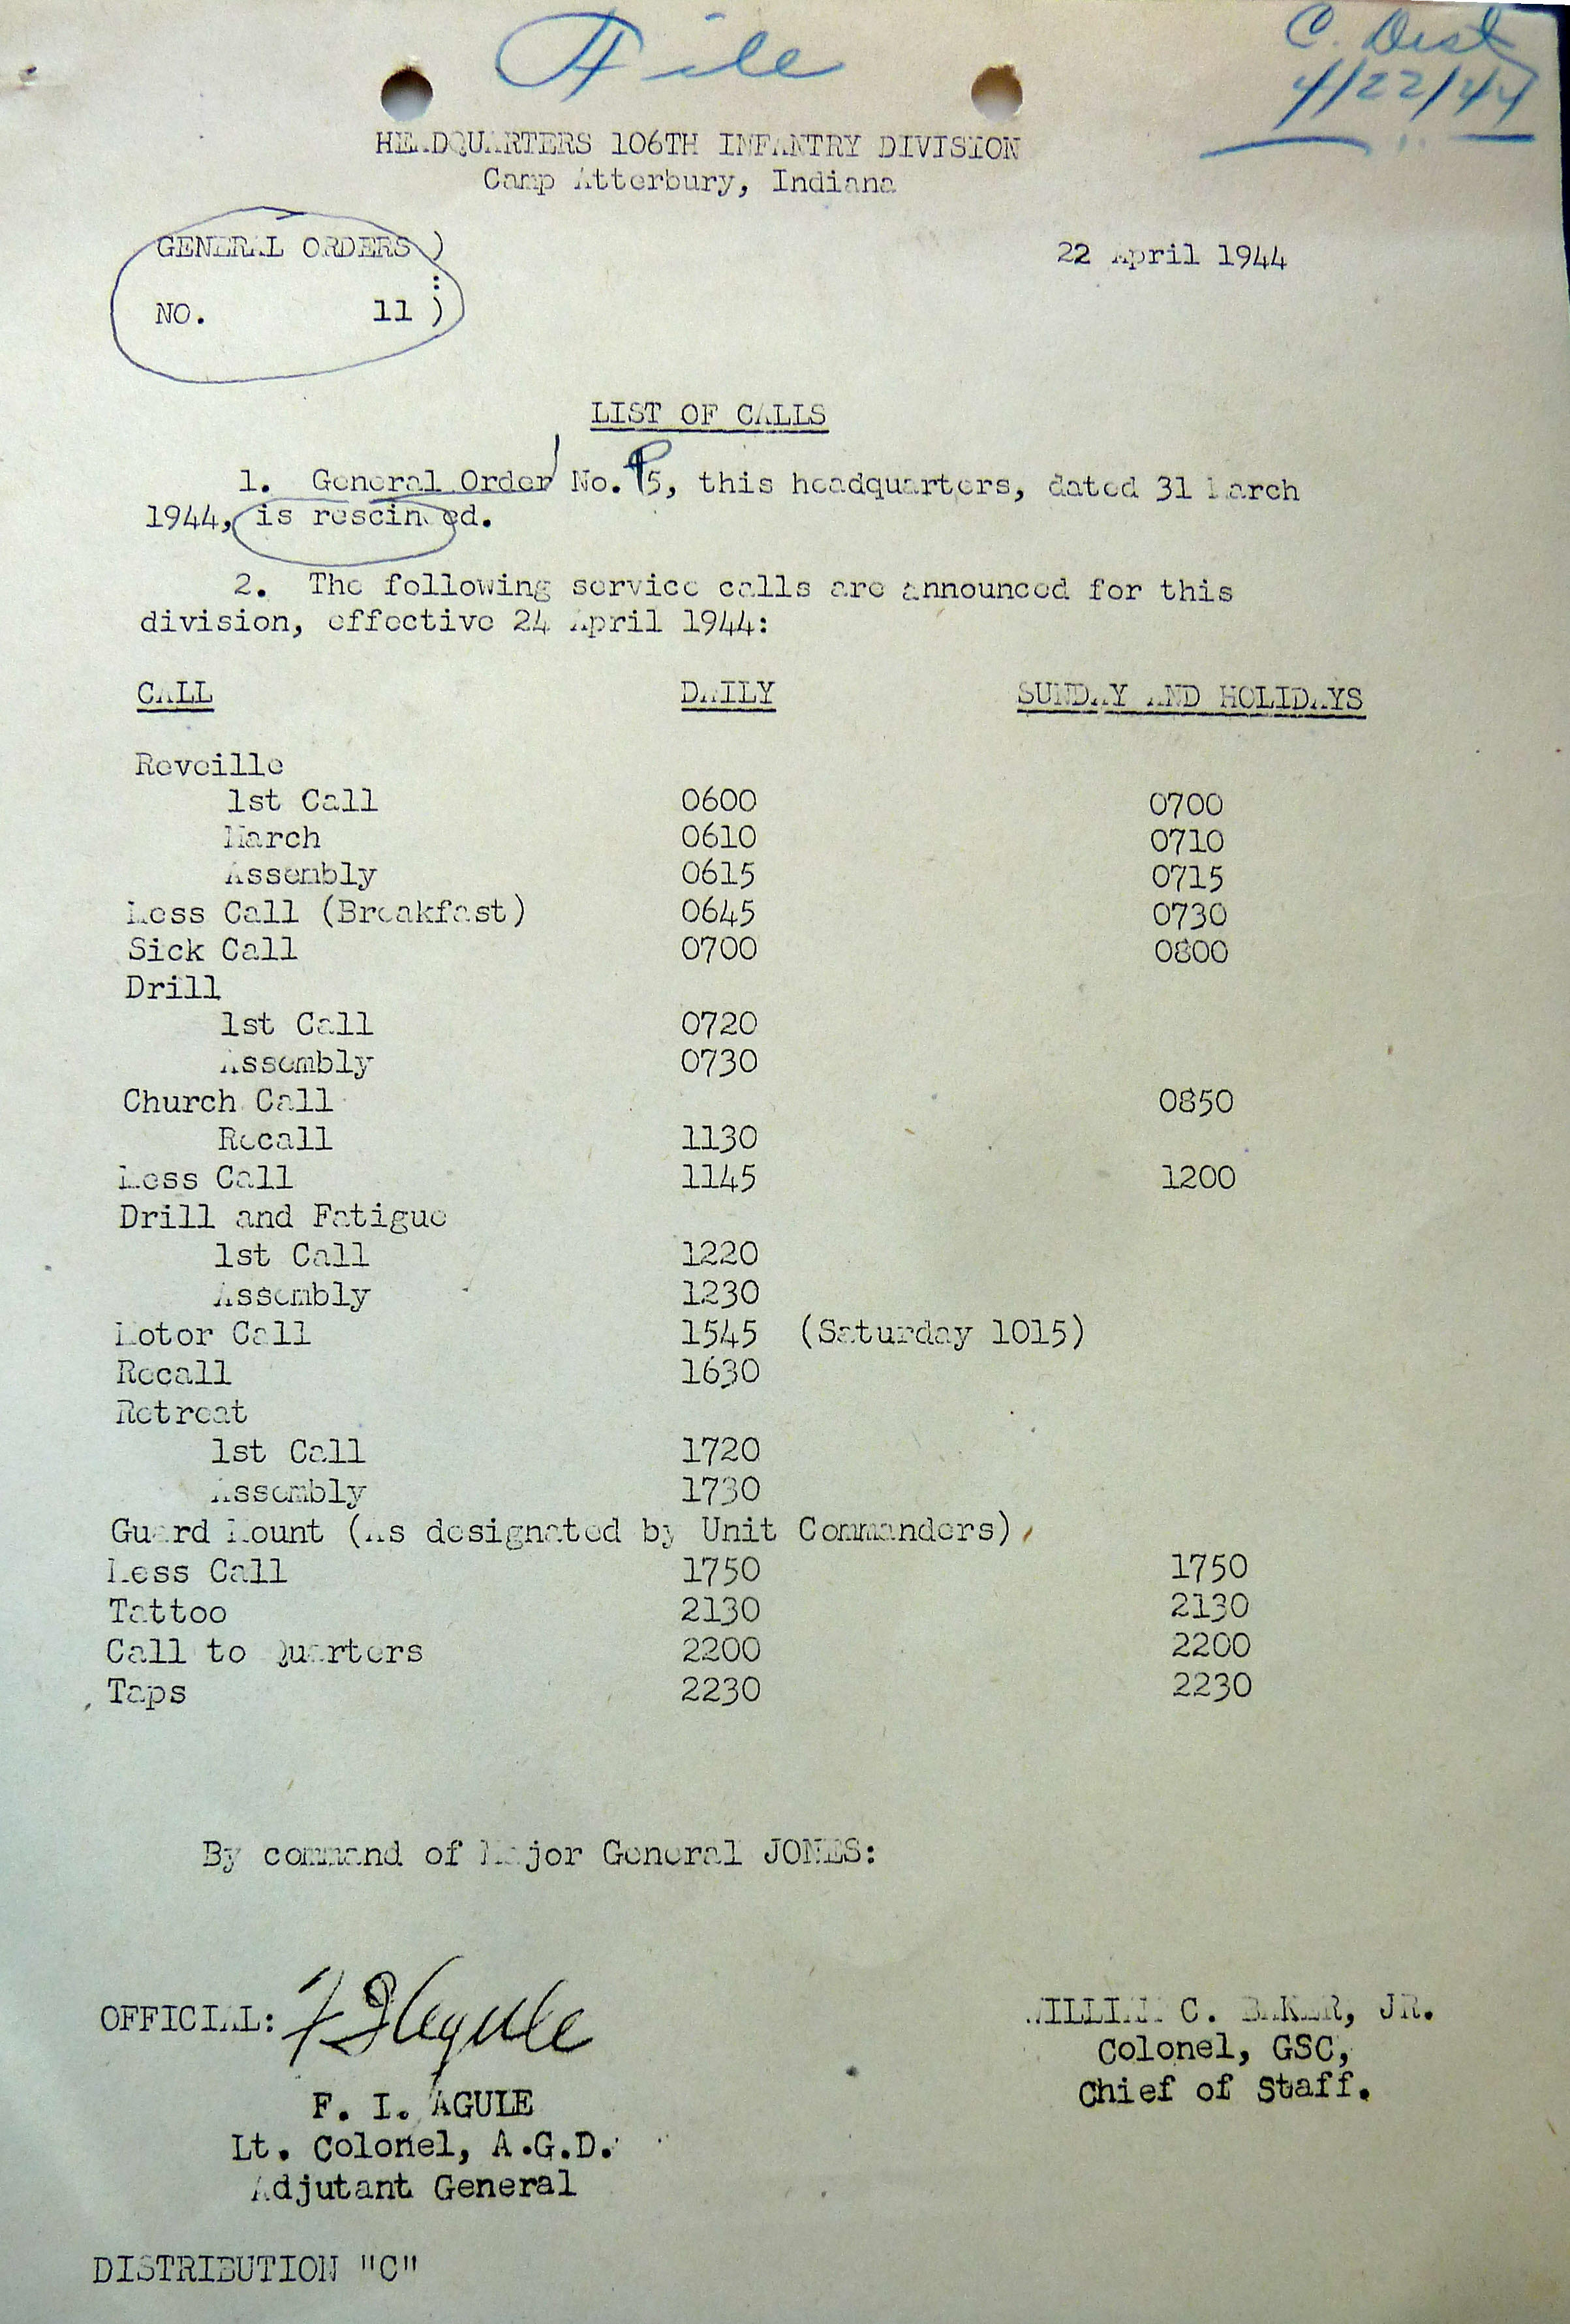 File
C. Dist
4/22/44
HEADQUARTERS 106TH INFANTRY DIVISION
Camp Atterbury, Indiana
GENERAL ORDERS )
:
NO. 11 )
22 April 1944
LIST OF CALLS
1. General Order No. 5, this headquarters, dated 31 March
1944, is rescinded.
2. The following service calls are announced for this
division, effective 24 April 1944:
CALL DAILY SUNDAY AND HOLIDAYS
Reveille
1st Call 0600 0700
March 0610 0710
Assembly 0615 0715
Mess Call (Breakfast) 0645 0730
Sick Call 0700 0800
Drill
1st Call 0720
Assembly 0730
Church Call 0850
Recall 1130
Mess Call 1145 1200
Drill and Fatigue
1st Call 1220
Assembly 1230
Motor Call 1545 (Saturday 1015)
Recall 1630
Retreat
1st Call 1720
Assembly 1730
Guard Mount (As designated by Unit Commanders)
Mess Call 1750 1750
Tattoo 2130 2130
Call to Quarters 2200 2200
Taps 2230 2230
By command of Major General JONES:
OFFICIAL: F I Agule
F. I. AGULE
Lt. Colonel, A.G.D.
Adjutant General
WILLIAM C. BAKER, JR.
Colonel, GSC,
Chief of Staff.
DISTRIBUTION "C"